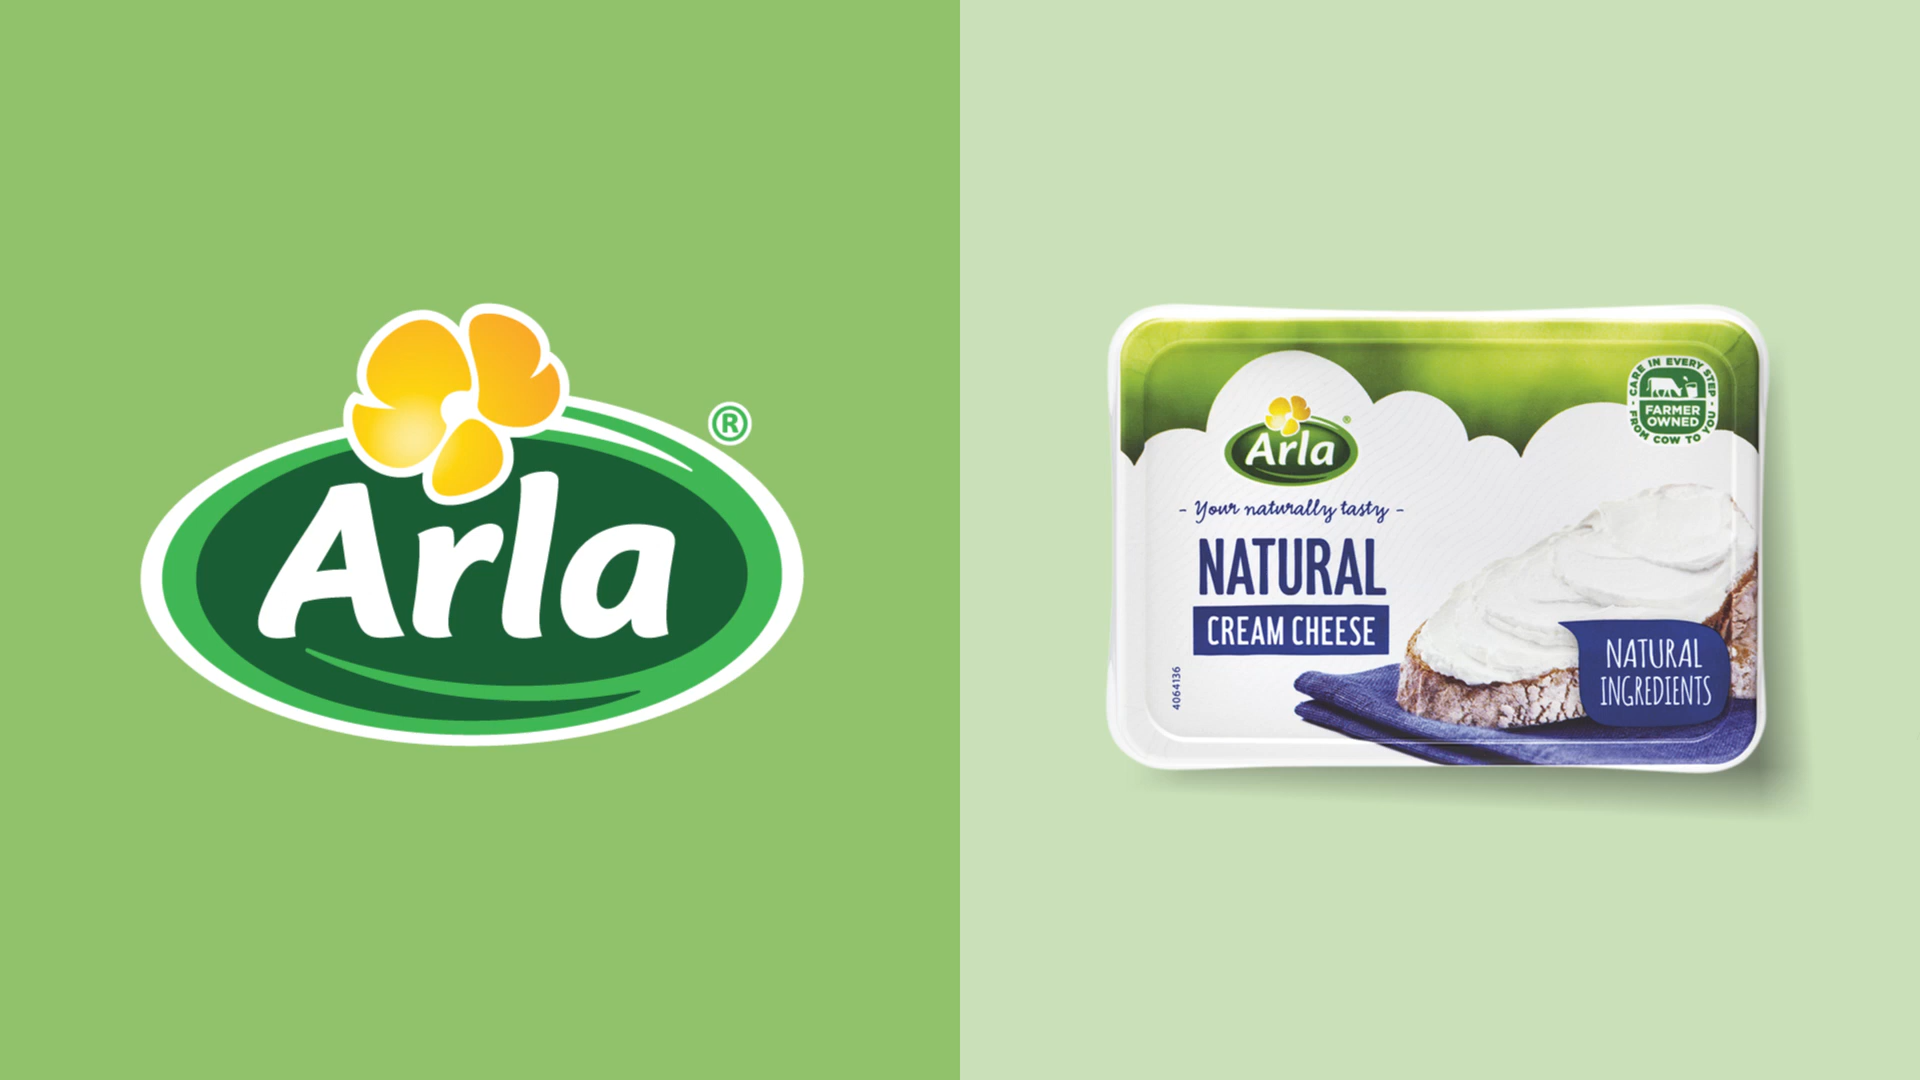 Arla
®
Arla
®
- Your naturally tasty -
NATURAL
CREAM CHEESE
4064136
CARE IN EVERY STEP
FARMER
OWNED
FROM COW TO YOU
NATURAL
INGREDIENTS